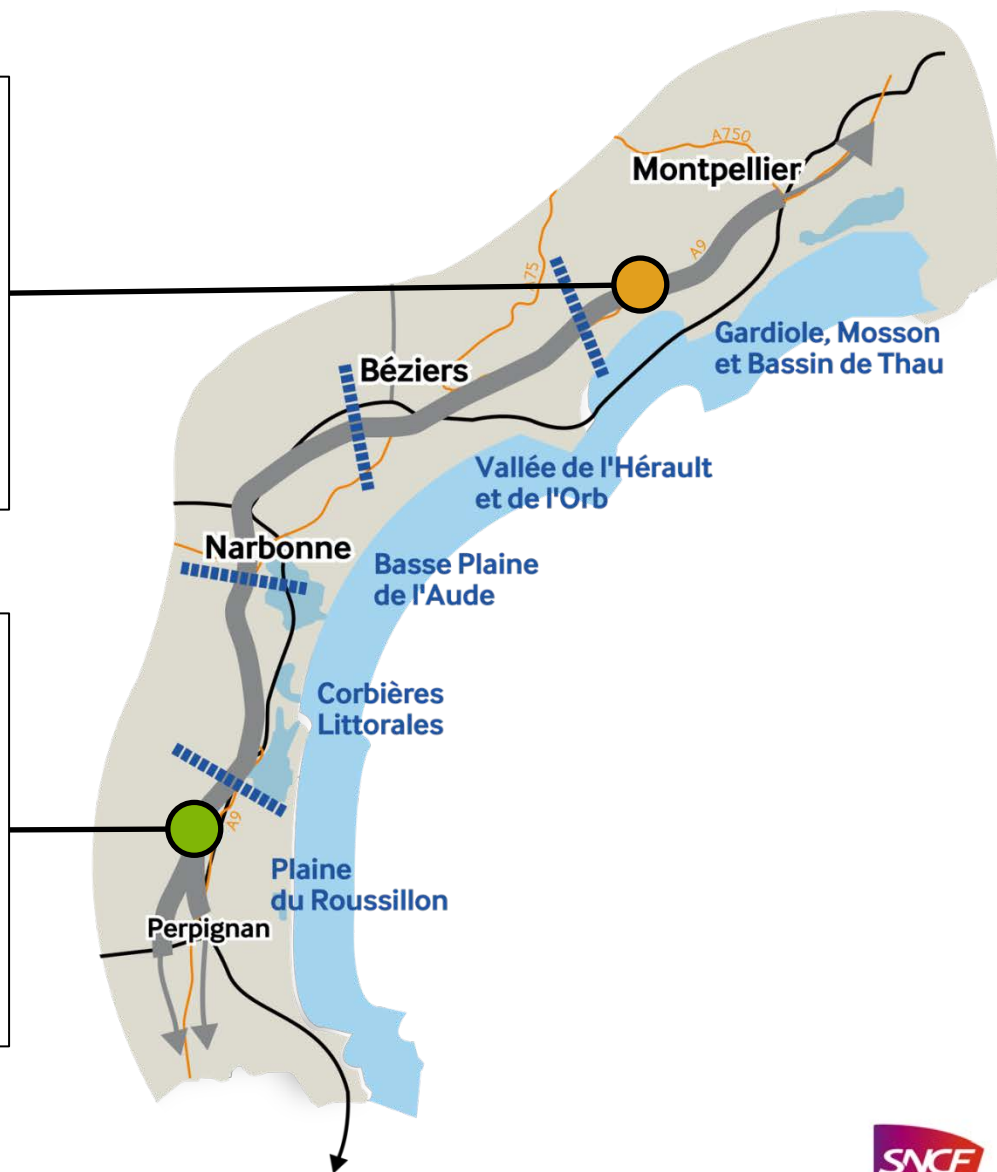 A750
Montpellier
A9
A75
Gardiole, Mosson
et Bassin de Thau
Béziers
Vallée de l'Hérault
et de l'Orb
Narbonne
Basse Plaine
de l'Aude
Corbières
Littorales
A9
Plaine
du Roussillon
Perpignan
SNCF